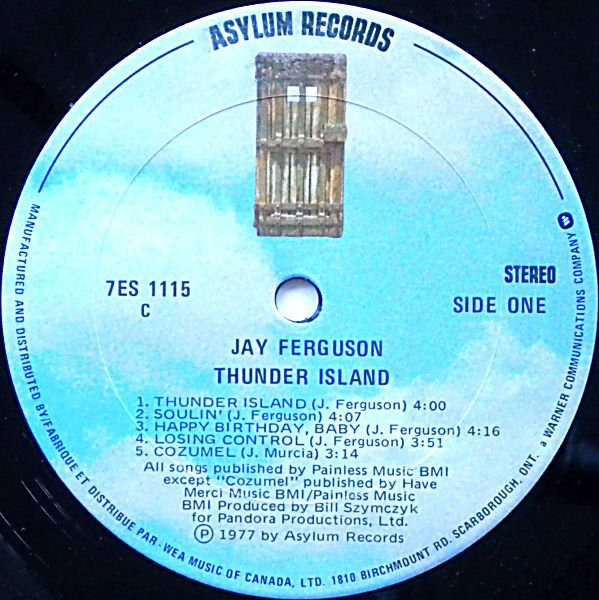 ASYLUM RECORDS
7ES 1115
C
STEREO
SIDE ONE
JAY FERGUSON
THUNDER ISLAND
1. THUNDER ISLAND (J. Ferguson) 4:00
2. SOULIN' (J. Ferguson) 4:07
3. HAPPY BIRTHDAY, BABY (J. Ferguson) 4:16
4. LOSING CONTROL (J. Ferguson) 3:51
5. COZUMEL (J. Murcia) 3:14
All songs published by Painless Music BMI
except "Cozumel" published by Have
Merci Music BMI/Painless Music
BMI Produced by Bill Szymczyk
for Pandora Productions, Ltd.
Ⓟ 1977 by Asylum Records
MANUFACTURED AND DISTRIBUTED BY/FABRIQUE ET DISTRIBUE PAR - WEA MUSIC OF CANADA, LTD. 1810 BIRCHMOUNT RD. SCARBOROUGH, ONT. a WARNER COMMUNICATIONS COMPANY